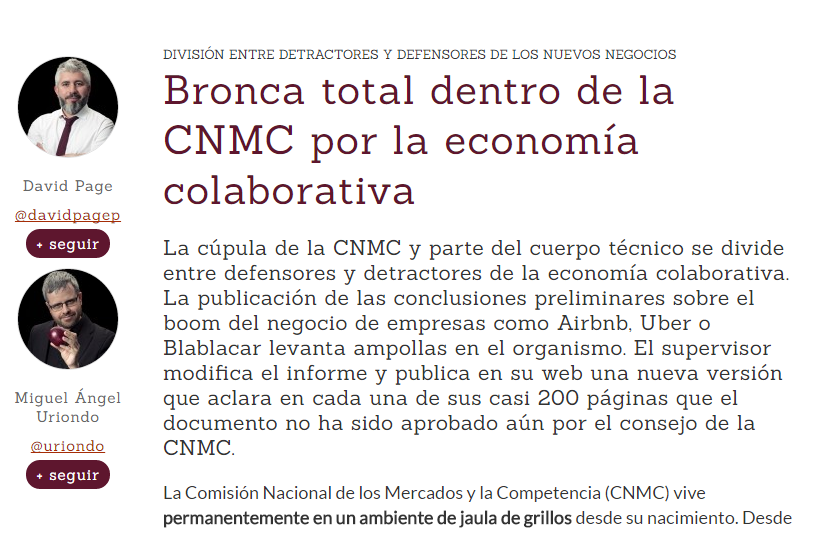 DIVISIÓN ENTRE DETRACTORES Y DEFENSORES DE LOS NUEVOS NEGOCIOS
Bronca total dentro de la
CNMC por la economía
colaborativa
David Page
@davidpagep
+ seguir
Miguel Ángel
Uriondo
@uriondo
+ seguir
La cúpula de la CNMC y parte del cuerpo técnico se divide
entre defensores y detractores de la economía colaborativa.
La publicación de las conclusiones preliminares sobre el
boom del negocio de empresas como Airbnb, Uber o
Blablacar levanta ampollas en el organismo. El supervisor
modifica el informe y publica en su web una nueva versión
que aclara en cada una de sus casi 200 páginas que el
documento no ha sido aprobado aún por el consejo de la
CNMC.
La Comisión Nacional de los Mercados y la Competencia (CNMC) vive
permanentemente en un ambiente de jaula de grillos desde su nacimiento. Desde